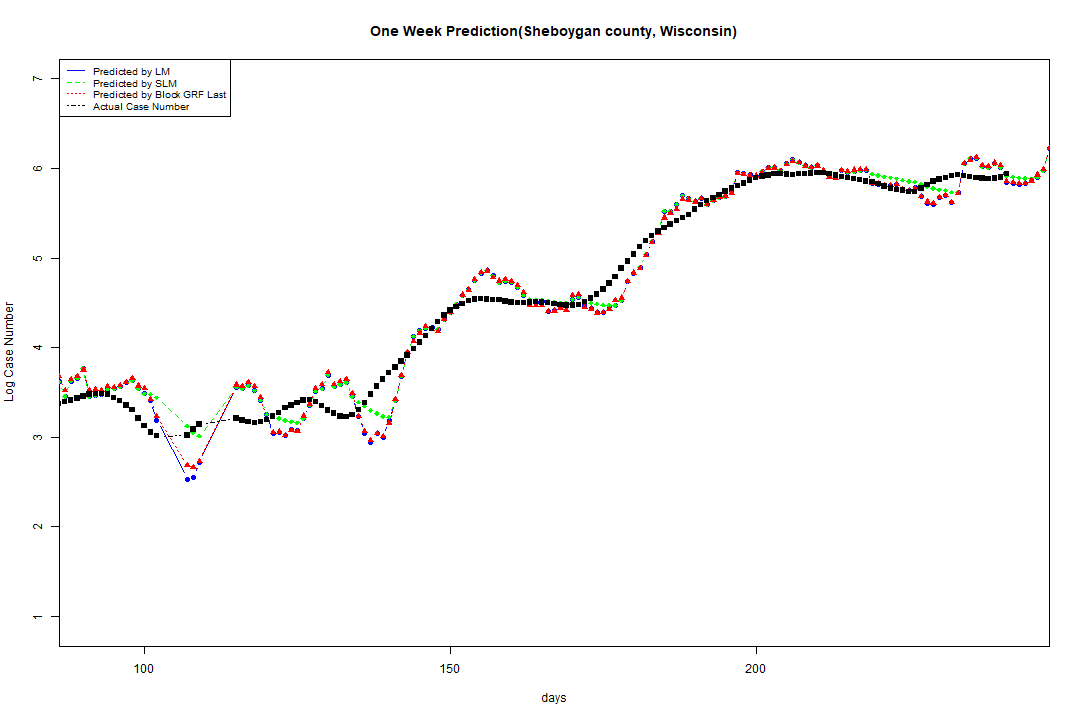 One Week Prediction(Sheboygan county, Wisconsin)
Predicted by LM
Predicted by SLM
Predicted by Block GRF Last
Actual Case Number
7
6
5
4
3
2
1
Log Case Number
100 150 200
days